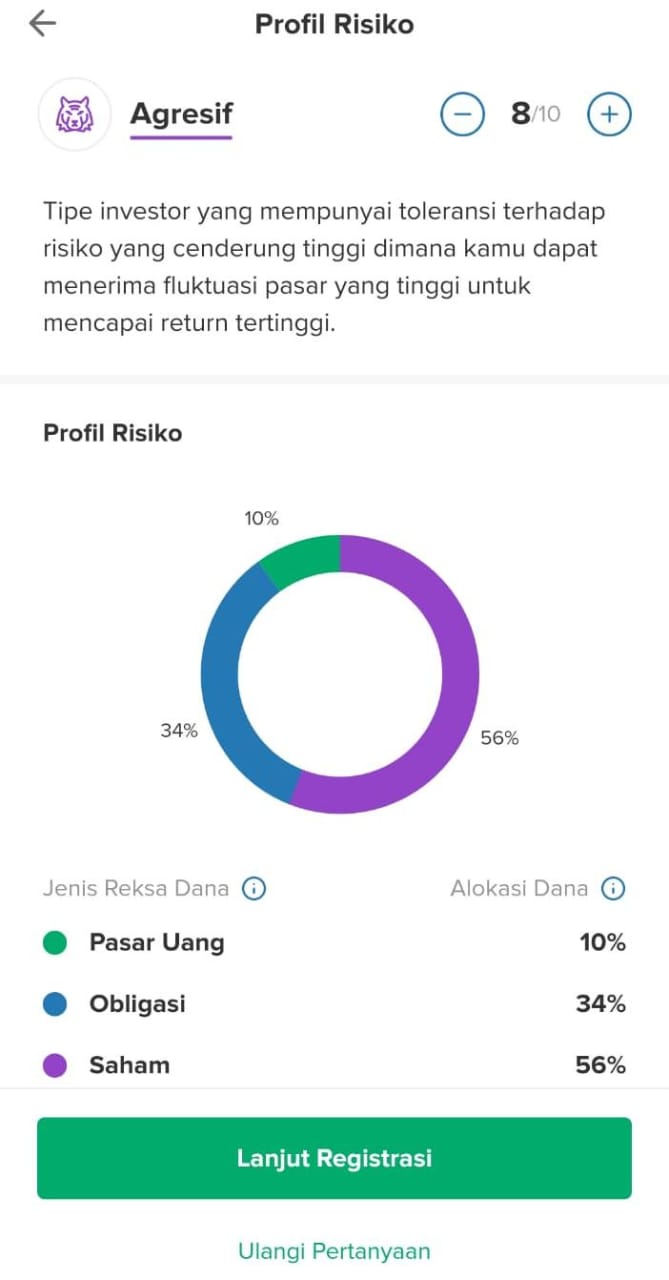 Profil Risiko
Agresif
8/10
Tipe investor yang mempunyai toleransi terhadap
risiko yang cenderung tinggi dimana kamu dapat
menerima fluktuasi pasar yang tinggi untuk
mencapai return tertinggi.
Profil Risiko
10%
34%
56%
Jenis Reksa Dana Alokasi Dana
Pasar Uang 10%
Obligasi 34%
Saham 56%
Lanjut Registrasi
Ulangi Pertanyaan